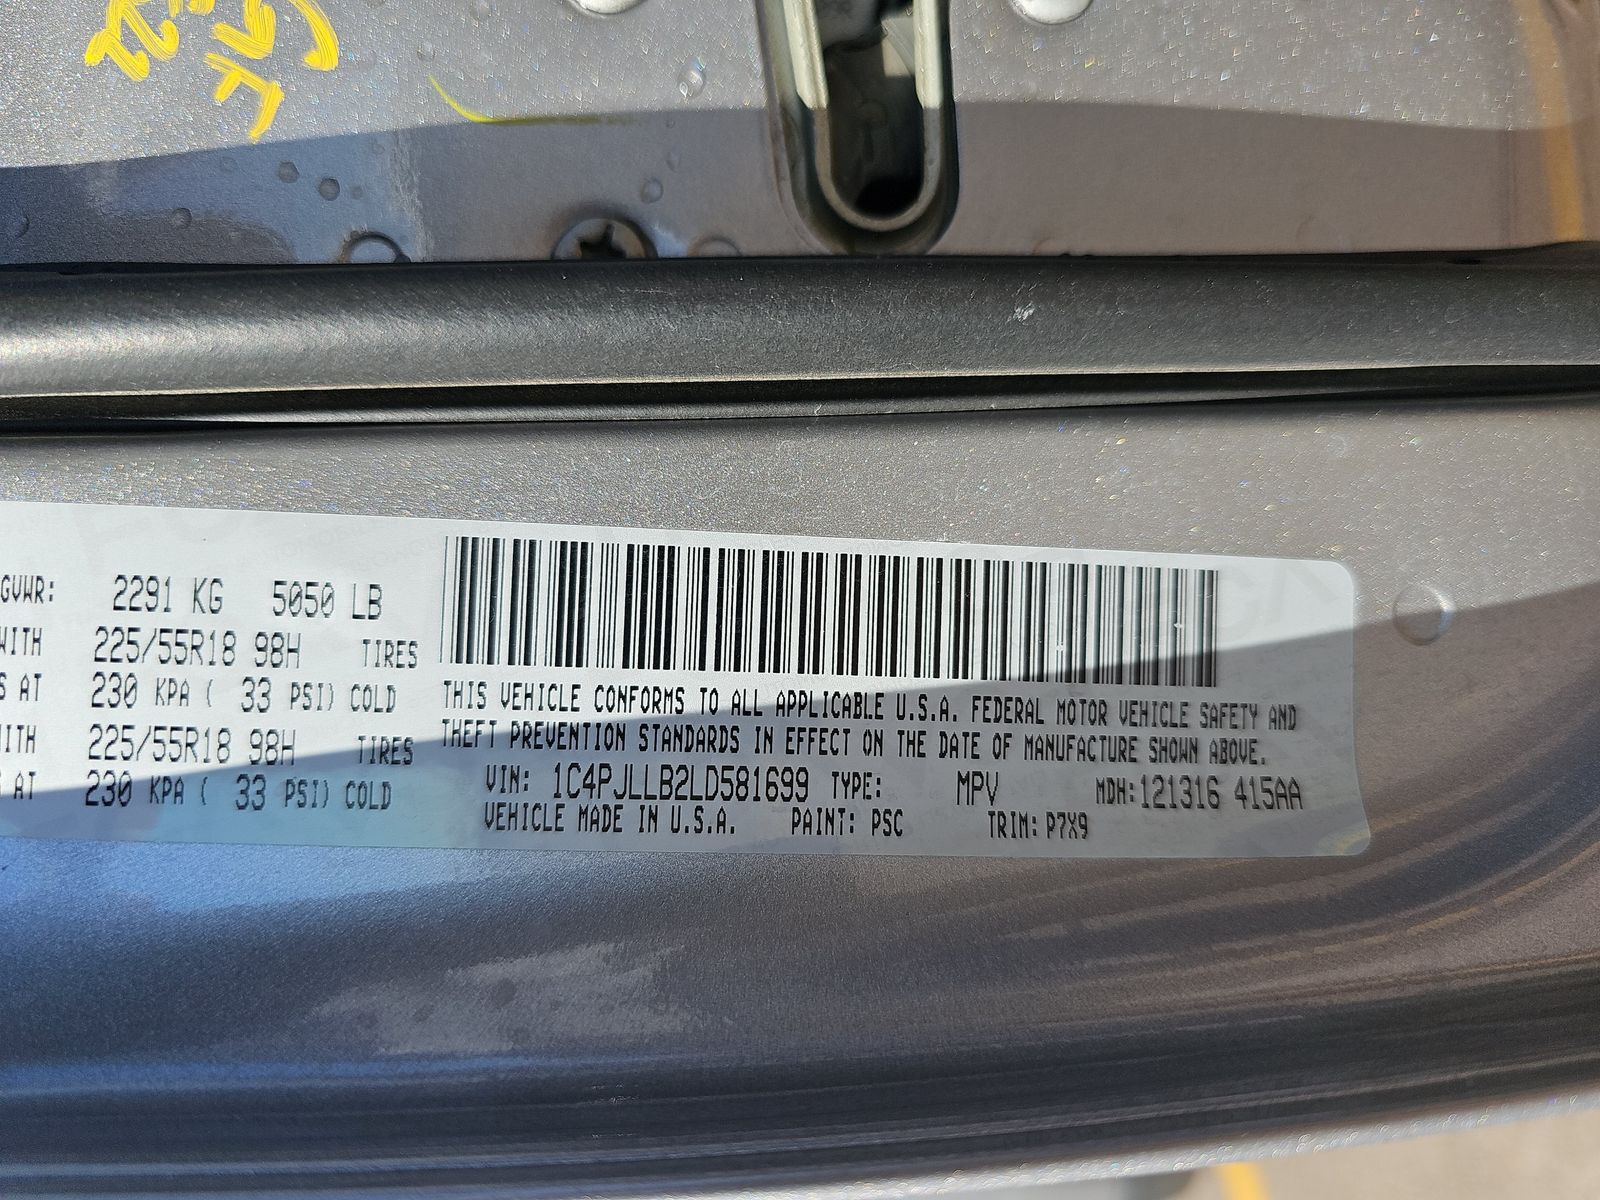 GVWR: 2291 KG 5050 LB
WITH 225/55R18 98H TIRES
S AT 230 KPA ( 33 PSI) COLD
WITH 225/55R18 98H TIRES
S AT 230 KPA ( 33 PSI) COLD
THIS VEHICLE CONFORMS TO ALL APPLICABLE U.S.A. FEDERAL MOTOR VEHICLE SAFETY AND
THEFT PREVENTION STANDARDS IN EFFECT ON THE DATE OF MANUFACTURE SHOWN ABOVE.
VIN: 1C4PJLLB2LD581699 TYPE: MPV MDH:121316 415AA
VEHICLE MADE IN U.S.A. PAINT: PSC TRIM: P7X9